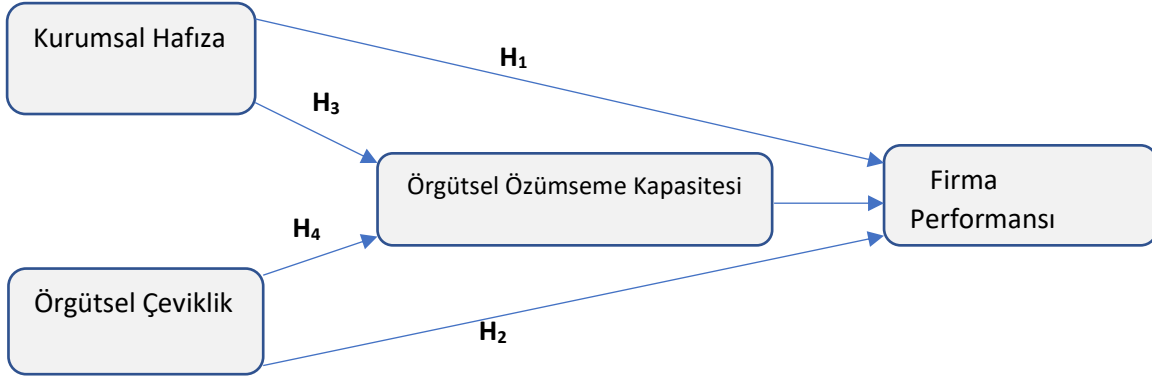 Kurumsal Hafıza
H₁
H₃
Örgütsel Özümseme Kapasitesi
Firma
Performansı
H₄
Örgütsel Çeviklik
H₂